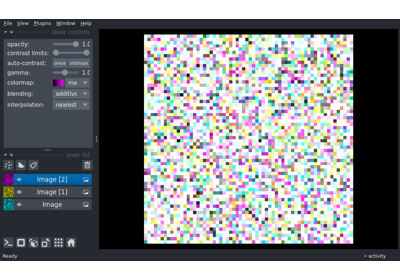 File View Plugins Window Help
layer controls
opacity: 1.0
contrast limits:
auto-contrast: once
gamma: 1.0
colormap: ma
blending: additive
interpolation: nearest
layer list
Image [2]
Image [1]
Image
Ready
activity